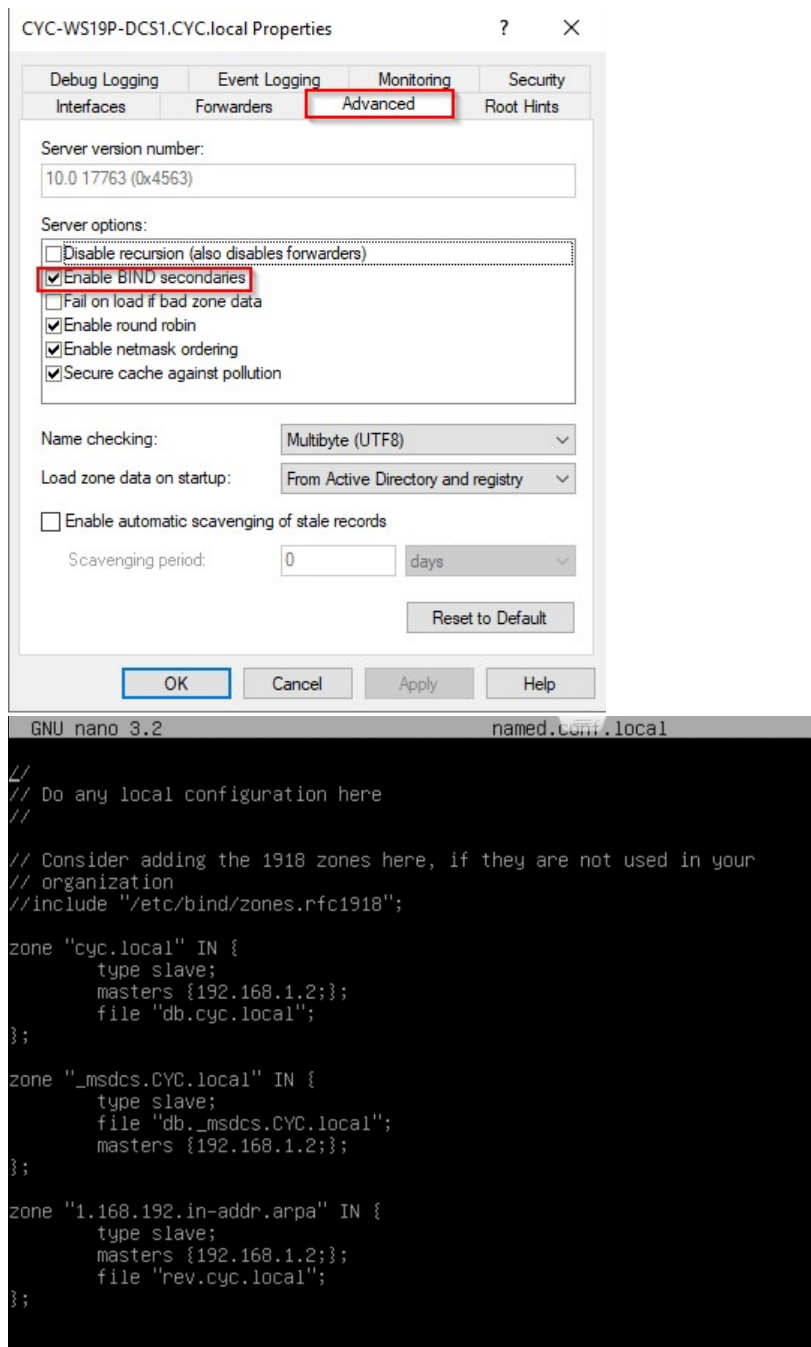 CYC-WS19P-DCS1.CYC.local Properties ? ×
Debug Logging Event Logging Monitoring Security
Interfaces Forwarders Advanced Root Hints
Server version number:
10.0 17763 (0x4563)
Server options:
Disable recursion (also disables forwarders)
Enable BIND secondaries
Fail on load if bad zone data
Enable round robin
Enable netmask ordering
Secure cache against pollution
Name checking: Multibyte (UTF8)
Load zone data on startup: From Active Directory and registry
Enable automatic scavenging of stale records
Scavenging period: 0 days
Reset to Default
OK Cancel Apply Help
GNU nano 3.2 named.conf.local
//
// Do any local configuration here
//
// Consider adding the 1918 zones here, if they are not used in your
// organization
//include "/etc/bind/zones.rfc1918";
zone "cyc.local" IN {
type slave;
masters {192.168.1.2;};
file "db.cyc.local";
};
zone "_msdcs.CYC.local" IN {
type slave;
file "db._msdcs.CYC.local";
masters {192.168.1.2;};
};
zone "1.168.192.in-addr.arpa" IN {
type slave;
masters {192.168.1.2;};
file "rev.cyc.local";
};